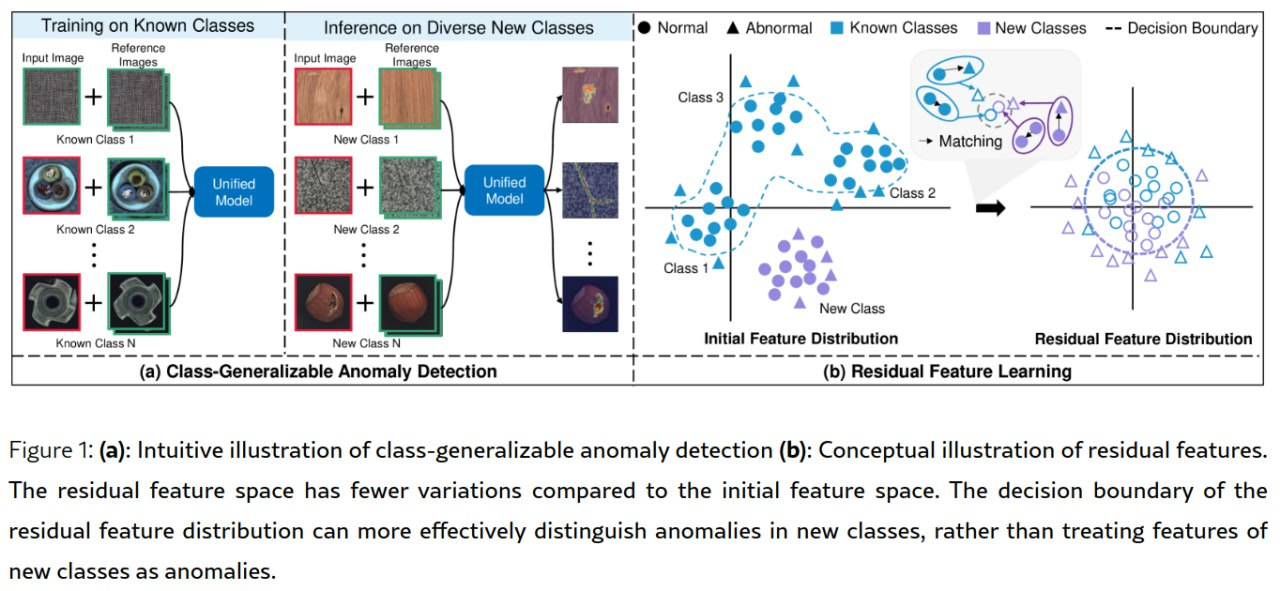 Training on Known Classes
Input Image
Reference Images
+
Known Class 1
+
Known Class 2
+
Known Class N
Unified Model
Inference on Diverse New Classes
Input Image
Reference Images
+
New Class 1
+
New Class 2
+
New Class N
Unified Model
(a) Class-Generalizable Anomaly Detection
Normal Abnormal Known Classes New Classes Decision Boundary
Class 3
Class 2
Class 1
New Class
Matching
Initial Feature Distribution
Residual Feature Distribution
(b) Residual Feature Learning
Figure 1: (a): Intuitive illustration of class-generalizable anomaly detection (b): Conceptual illustration of residual features.
The residual feature space has fewer variations compared to the initial feature space. The decision boundary of the
residual feature distribution can more effectively distinguish anomalies in new classes, rather than treating features of
new classes as anomalies.